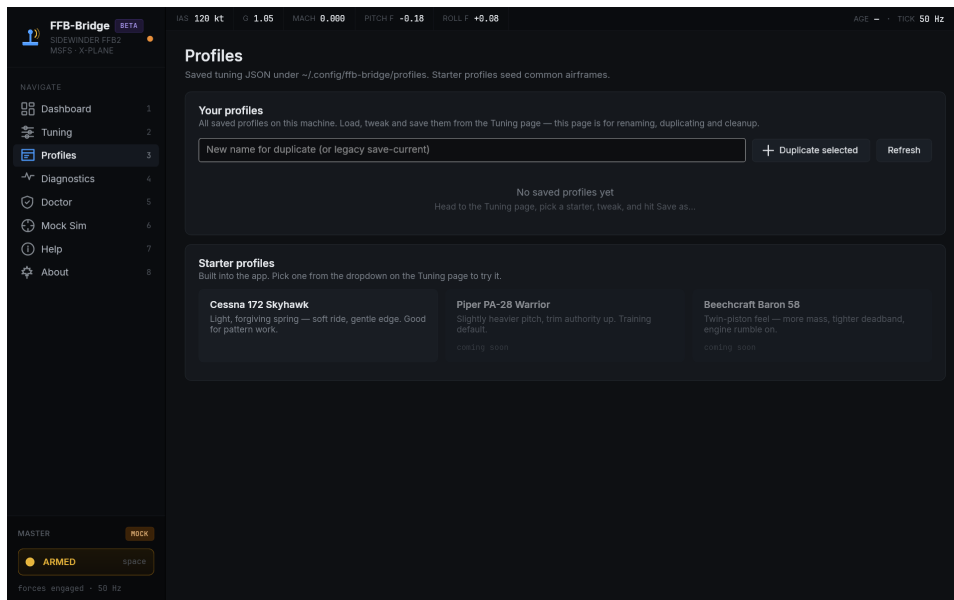 FFB-Bridge BETA
SIDEWINDER FFB2
MSFS · X-PLANE
IAS 120 kt G 1.05 MACH 0.000 PITCH F -0.18 ROLL F +0.08 AGE — · TICK 50 Hz
NAVIGATE
Dashboard 1
Tuning 2
Profiles 3
Diagnostics 4
Doctor 5
Mock Sim 6
Help 7
About 8
MASTER MOCK
ARMED space
forces engaged · 50 Hz
Profiles
Saved tuning JSON under ~/.config/ffb-bridge/profiles. Starter profiles seed common airframes.
Your profiles
All saved profiles on this machine. Load, tweak and save them from the Tuning page — this page is for renaming, duplicating and cleanup.
New name for duplicate (or legacy save-current) Duplicate selected Refresh
No saved profiles yet
Head to the Tuning page, pick a starter, tweak, and hit Save as...
Starter profiles
Built into the app. Pick one from the dropdown on the Tuning page to try it.
Cessna 172 Skyhawk
Light, forgiving spring — soft ride, gentle edge. Good
for pattern work.
Piper PA-28 Warrior
Slightly heavier pitch, trim authority up. Training
default.
coming soon
Beechcraft Baron 58
Twin-piston feel — more mass, tighter deadband,
engine rumble on.
coming soon